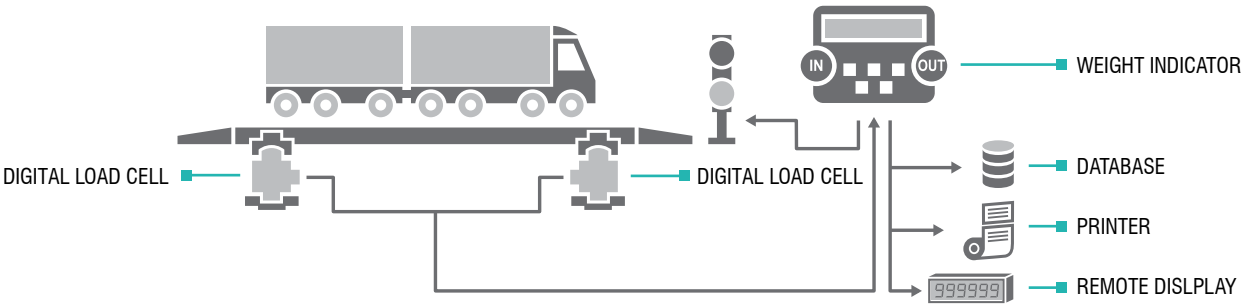 IN
OUT
WEIGHT INDICATOR
DIGITAL LOAD CELL
DIGITAL LOAD CELL
DATABASE
PRINTER
REMOTE DISLPLAY
999999